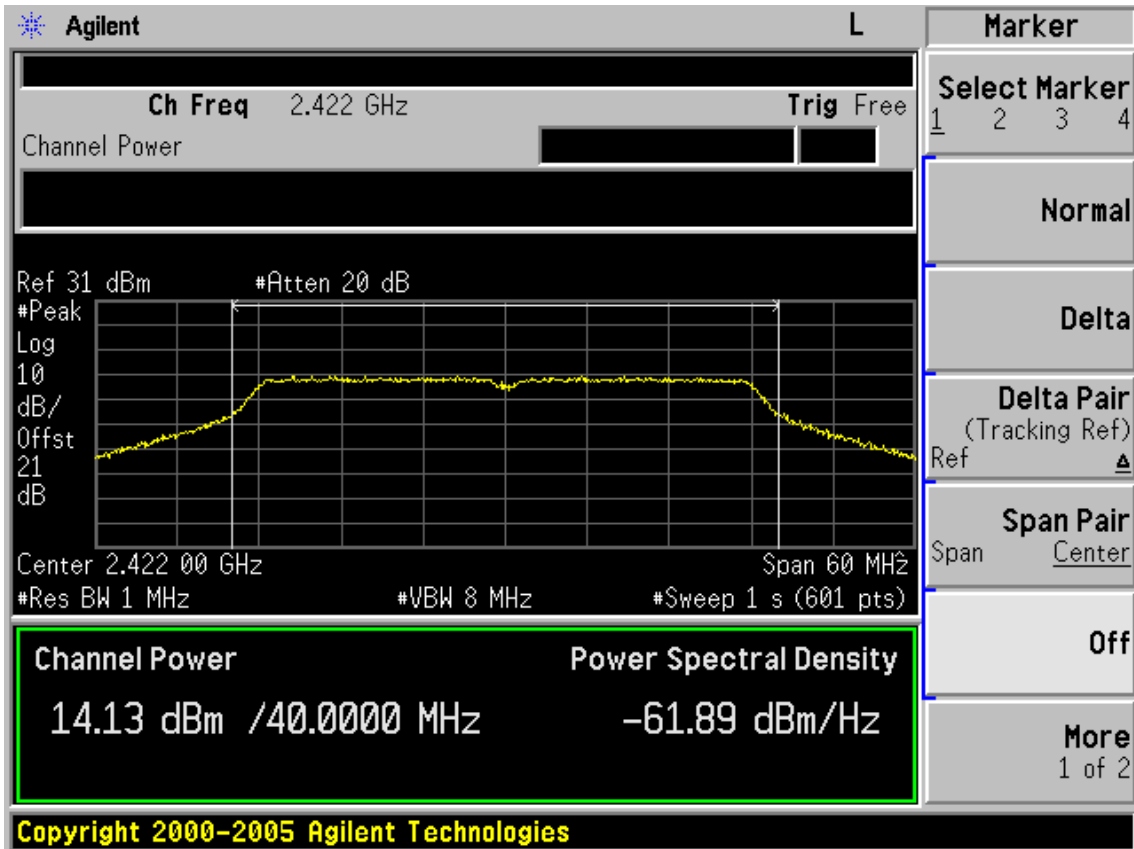 Agilent
L
Ch Freq 2.422 GHz
Trig Free
Channel Power
Ref 31 dBm
#Atten 20 dB
#Peak
Log
10
dB/
Offst
21
dB
Center 2.422 00 GHz
Span 60 MHz
#Res BW 1 MHz
#VBW 8 MHz
#Sweep 1 s (601 pts)
Channel Power
Power Spectral Density
14.13 dBm /40.0000 MHz
-61.89 dBm/Hz
Marker
Select Marker
1 2 3 4
Normal
Delta
Delta Pair
(Tracking Ref)
Ref Δ
Span Pair
Span Center
Off
More
1 of 2
Copyright 2000-2005 Agilent Technologies